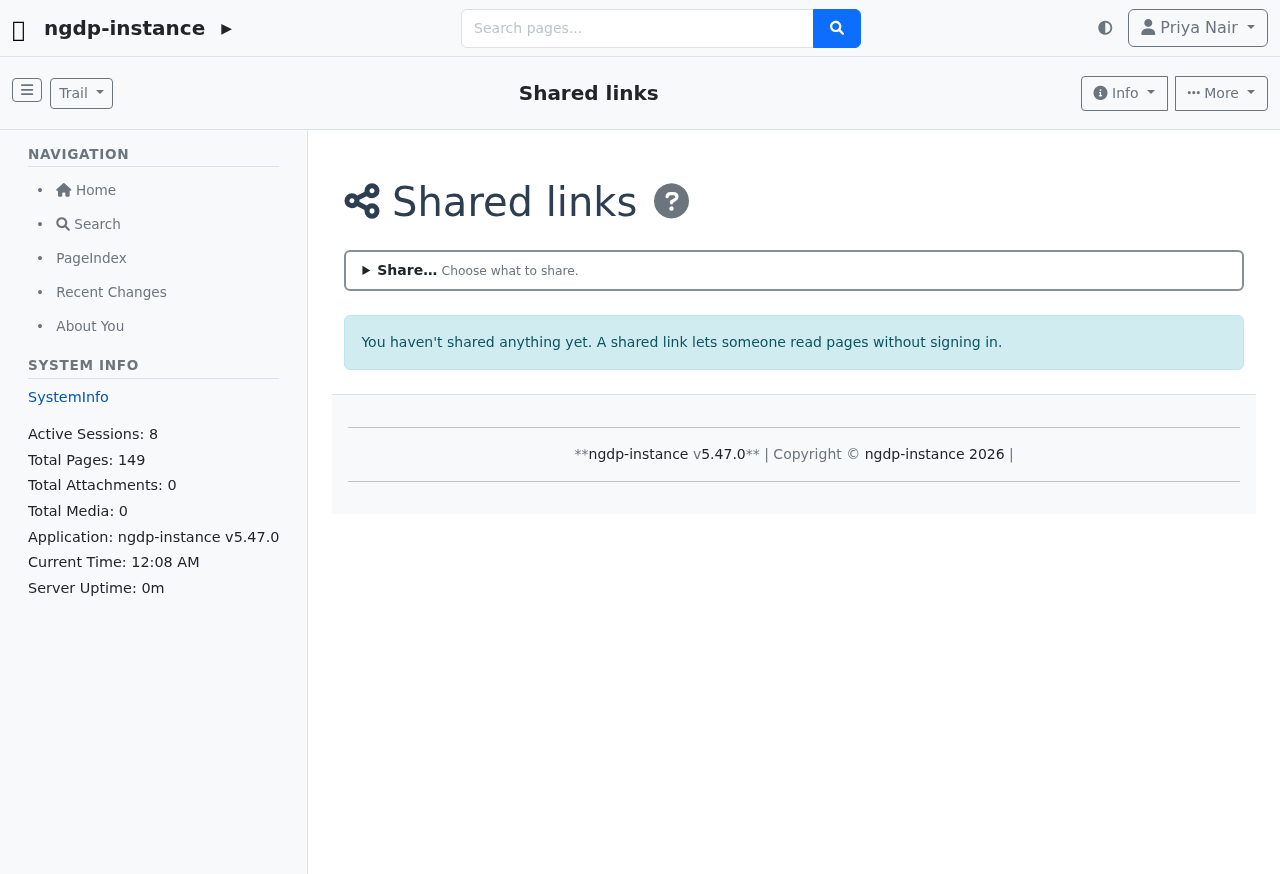 ngdp-instance ▶
Search pages...
Priya Nair
Trail
Shared links
Info
More
NAVIGATION
• Home
• Search
• PageIndex
• Recent Changes
• About You
SYSTEM INFO
SystemInfo
Active Sessions: 8
Total Pages: 149
Total Attachments: 0
Total Media: 0
Application: ngdp-instance v5.47.0
Current Time: 12:08 AM
Server Uptime: 0m
Shared links ?
▶ Share… Choose what to share.
You haven't shared anything yet. A shared link lets someone read pages without signing in.
**ngdp-instance v5.47.0** | Copyright © ngdp-instance 2026 |